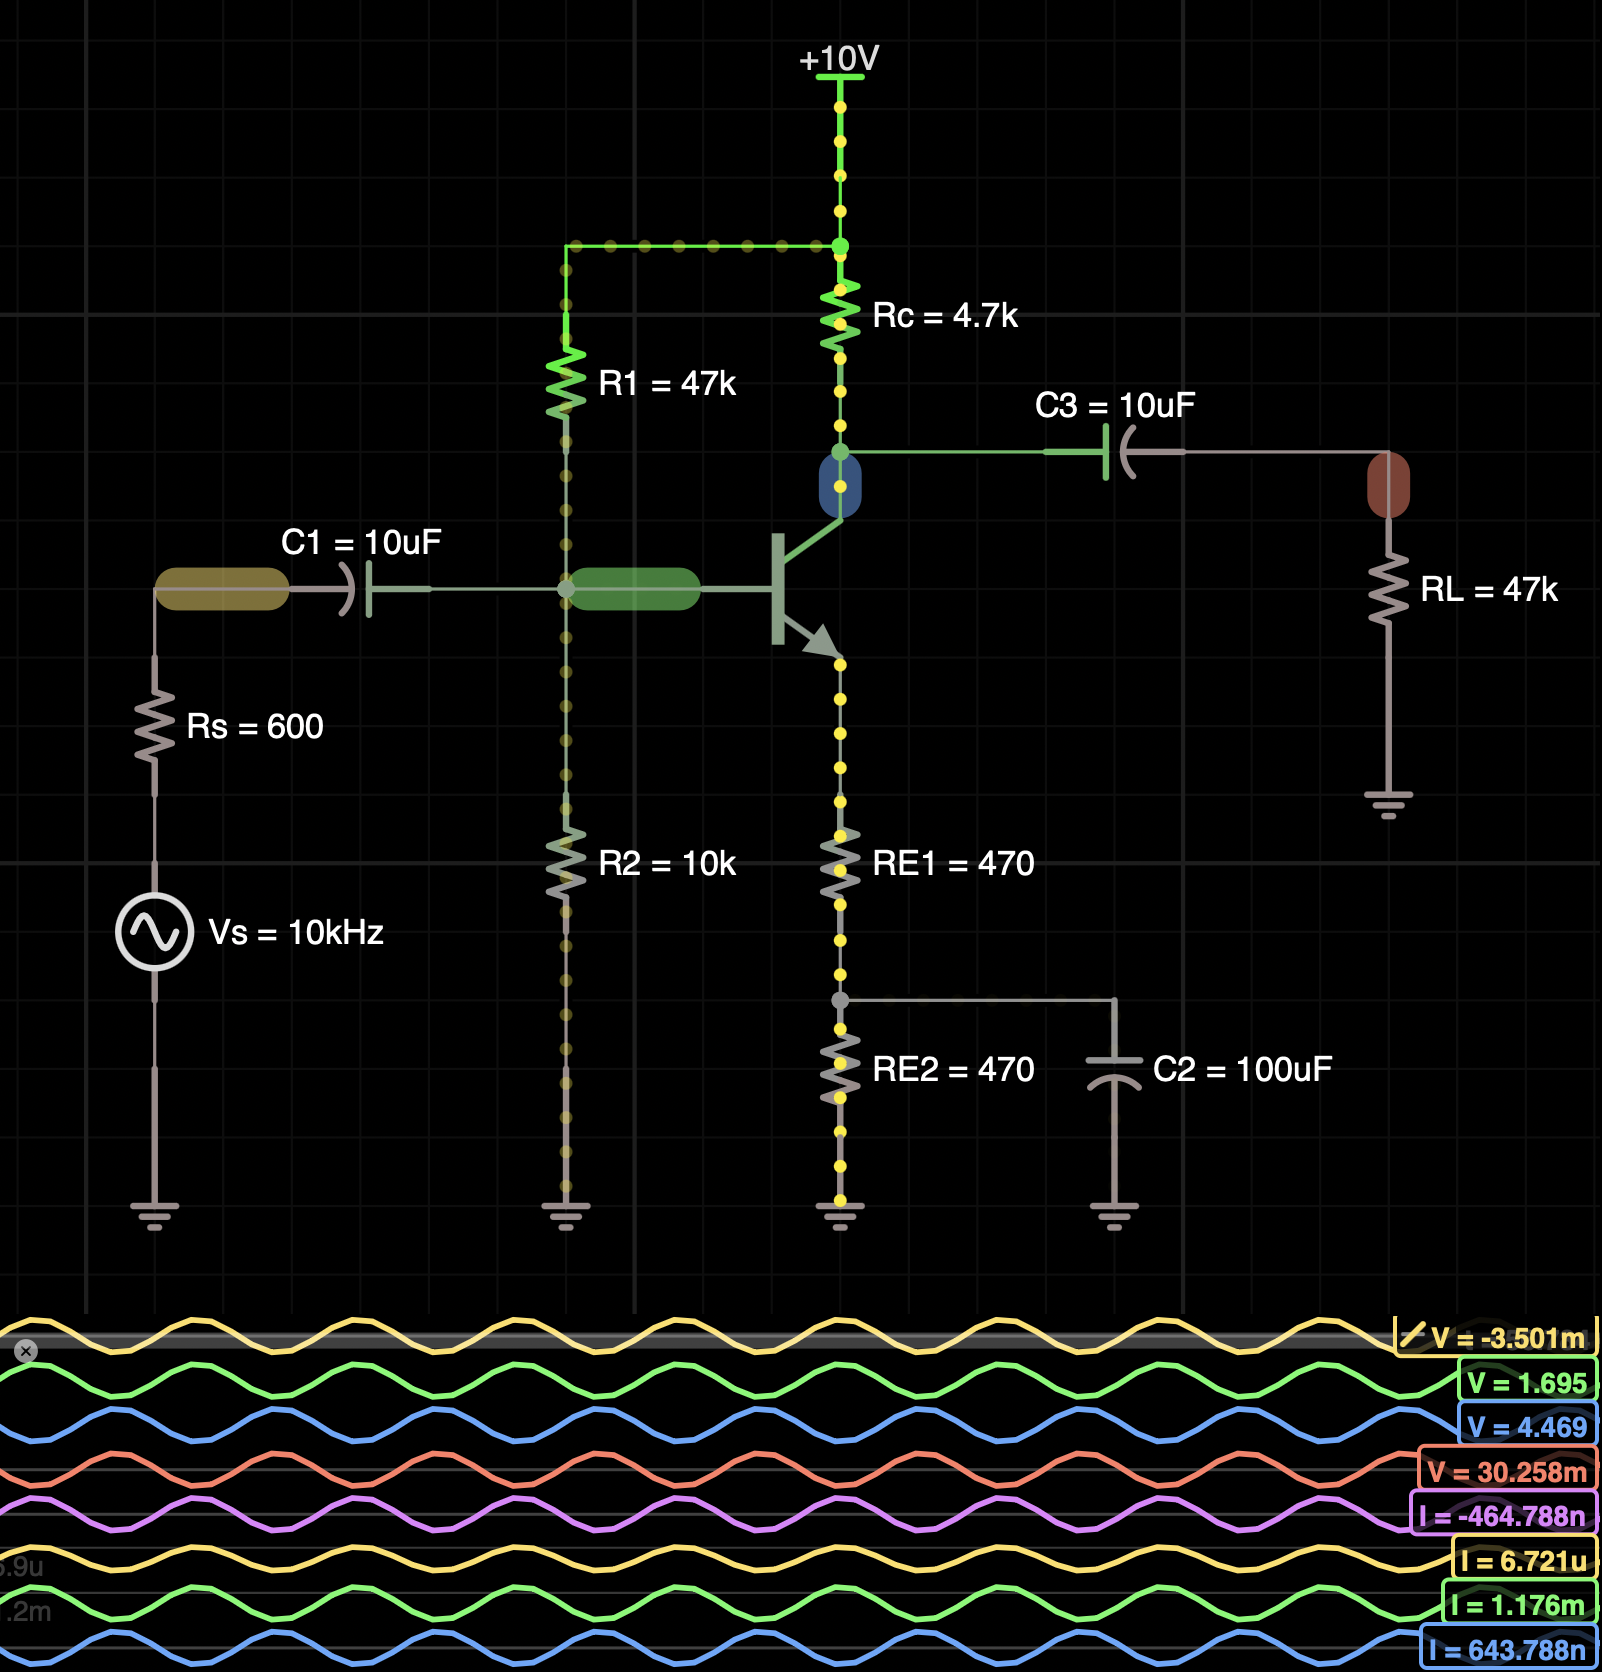 +10V
Rc = 4.7k
R1 = 47k
C3 = 10uF
C1 = 10uF
RL = 47k
Rs = 600
R2 = 10k
RE1 = 470
Vs = 10kHz
RE2 = 470
C2 = 100uF
V = -3.501m
V = 1.695
V = 4.469
V = 30.258m
I = -464.788n
I = 6.721u
.9u
I = 1.176m
.2m
I = 643.788n